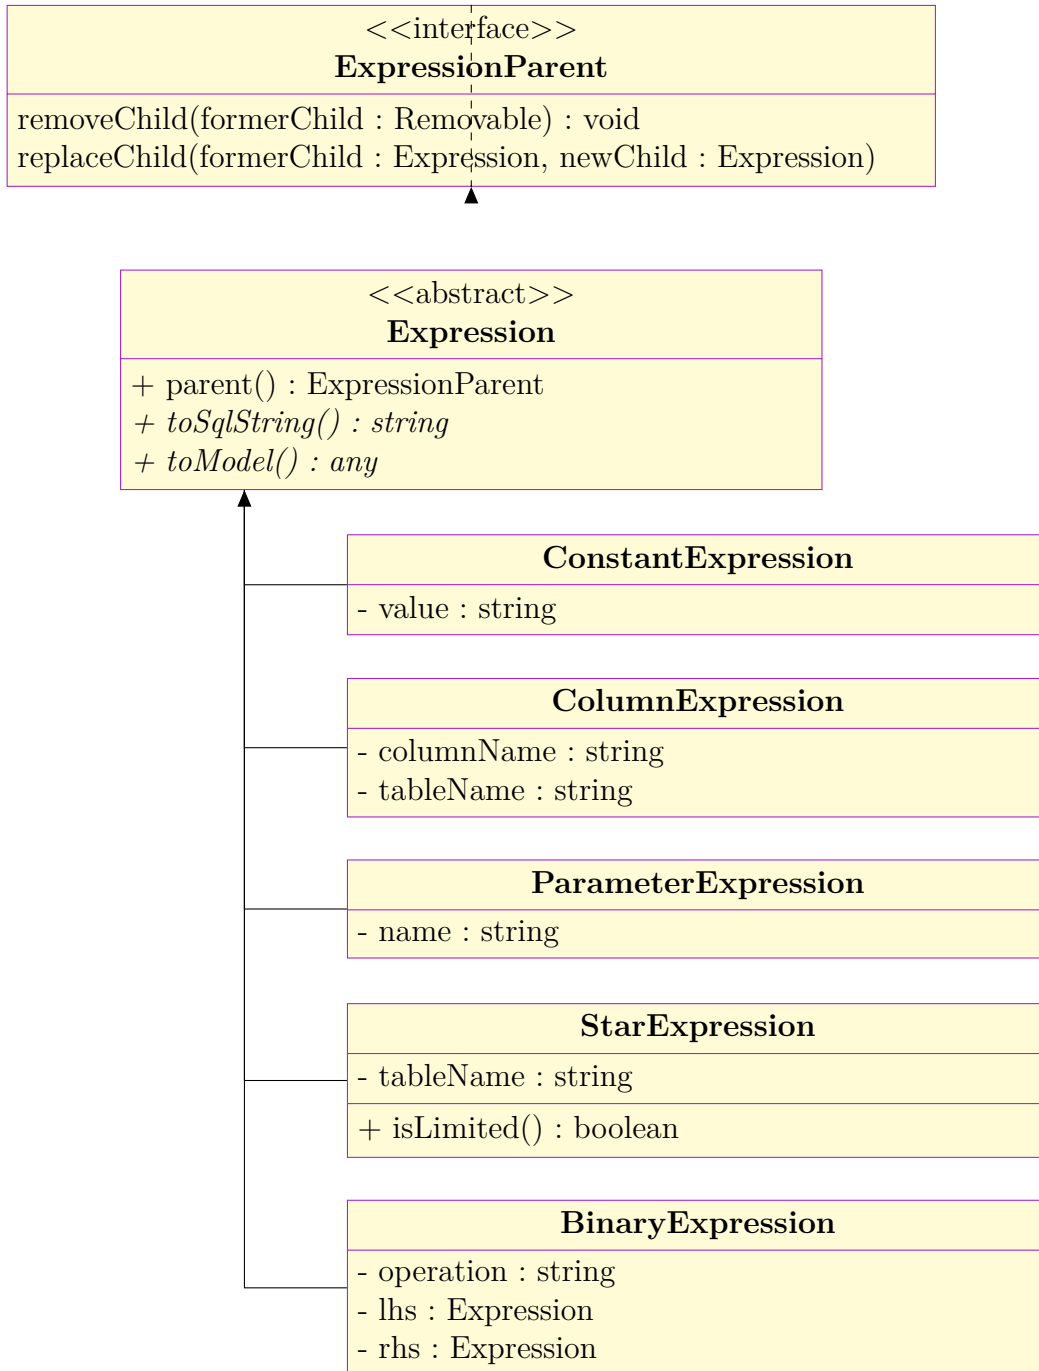 <<interface>>
ExpressionParent
removeChild(formerChild : Removable) : void
replaceChild(formerChild : Expression, newChild : Expression)
<<abstract>>
Expression
+ parent() : ExpressionParent
+ toSqlString() : string
+ toModel() : any
ConstantExpression
- value : string
ColumnExpression
- columnName : string
- tableName : string
ParameterExpression
- name : string
StarExpression
- tableName : string
+ isLimited() : boolean
BinaryExpression
- operation : string
- lhs : Expression
- rhs : Expression